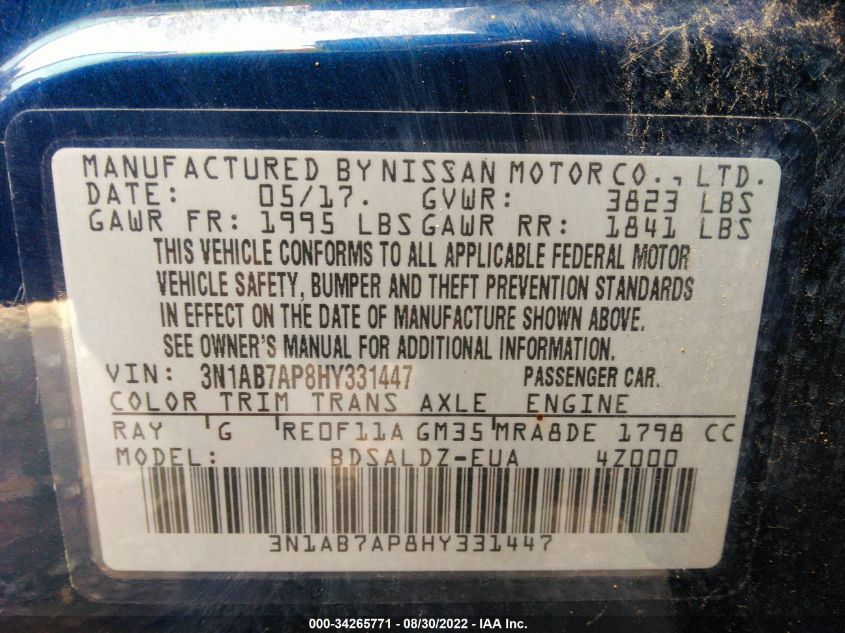 MANUFACTURED BY NISSAN MOTOR CO., LTD.
DATE: 05/17. GVWR: 3823 LBS
GAWR FR: 1995 LBS GAWR RR: 1841 LBS
THIS VEHICLE CONFORMS TO ALL APPLICABLE FEDERAL MOTOR
VEHICLE SAFETY, BUMPER AND THEFT PREVENTION STANDARDS
IN EFFECT ON THE DATE OF MANUFACTURE SHOWN ABOVE.
SEE OWNER'S MANUAL FOR ADDITIONAL INFORMATION.
VIN: 3N1AB7AP8HY331447 PASSENGER CAR.
COLOR TRIM TRANS AXLE ENGINE
RAY G RE0F11A GM35 MRA8DE 1798 CC
MODEL: BDSALDZ-EUA 4Z000
3N1AB7AP8HY331447
000-34265771 - 08/30/2022 - IAA Inc.